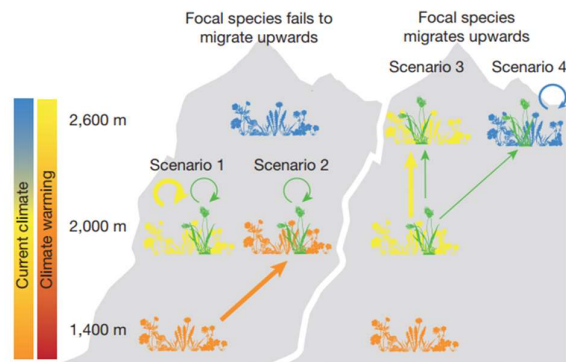 Focal species fails to
migrate upwards
Focal species
migrates upwards
Scenario 3
Scenario 4
2,600 m
Scenario 1
Scenario 2
2,000 m
1,400 m
Current climate
Climate warming